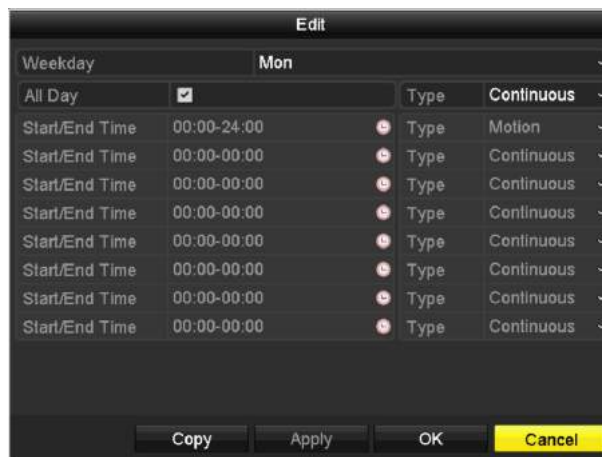 Edit
Weekday Mon
All Day Type Continuous
Start/End Time 00:00-24:00 Type Motion
Start/End Time 00:00-00:00 Type Continuous
Start/End Time 00:00-00:00 Type Continuous
Start/End Time 00:00-00:00 Type Continuous
Start/End Time 00:00-00:00 Type Continuous
Start/End Time 00:00-00:00 Type Continuous
Start/End Time 00:00-00:00 Type Continuous
Start/End Time 00:00-00:00 Type Continuous
Copy Apply OK Cancel